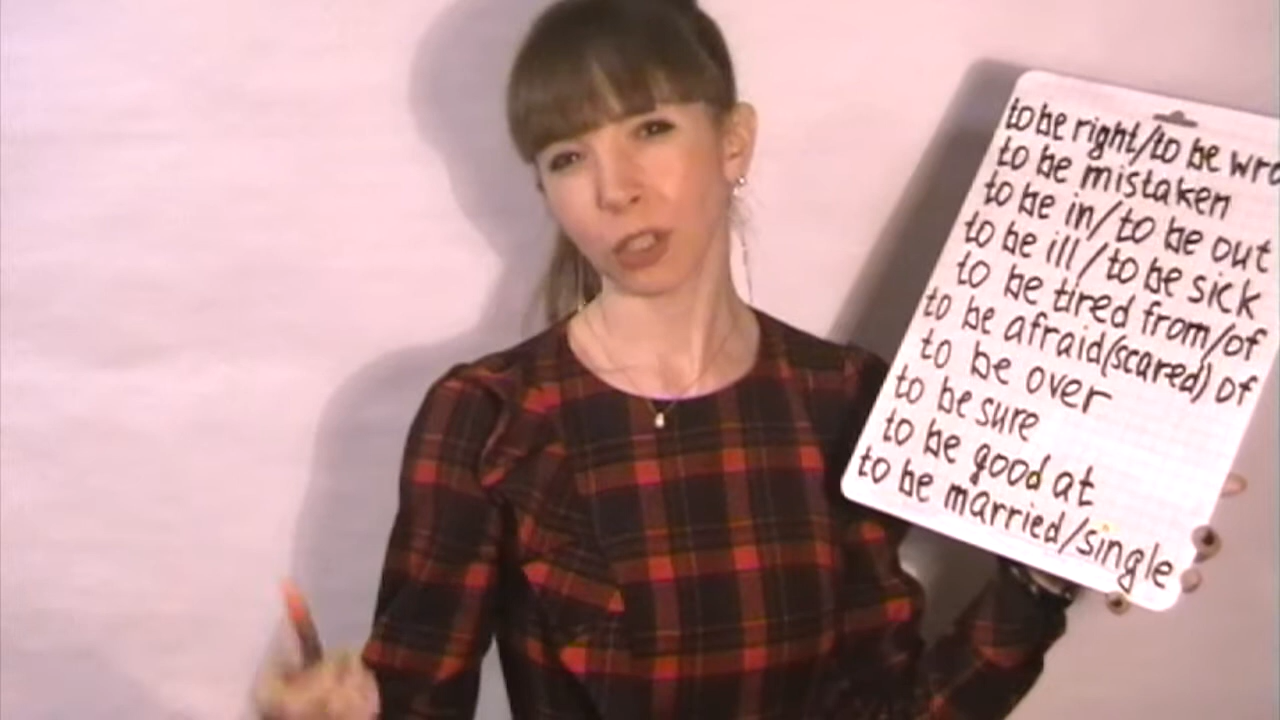 to be right/to be wro
to be mistaken
to be in/to be out
to be ill/to be sick
to be tired from/of
to be afraid(scared) of
to be over
to be sure
to be good at
to be married/single